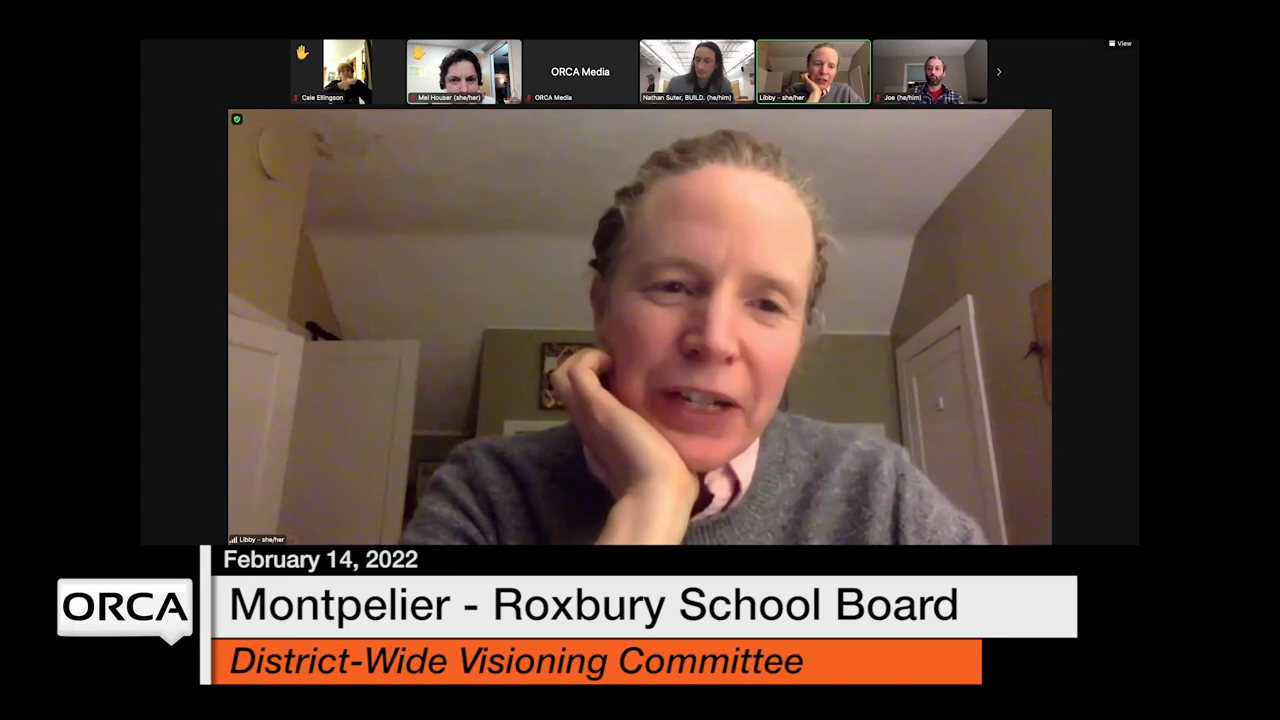 View
ORCA Media
Cale Ellingson
Mel Houser (she/her)
ORCA Media
Nathan Suter, BUILD. (he/him)
Libby - she/her
Joe (he/him)
Libby - she/her
February 14, 2022
ORCA
Montpelier - Roxbury School Board
District-Wide Visioning Committee